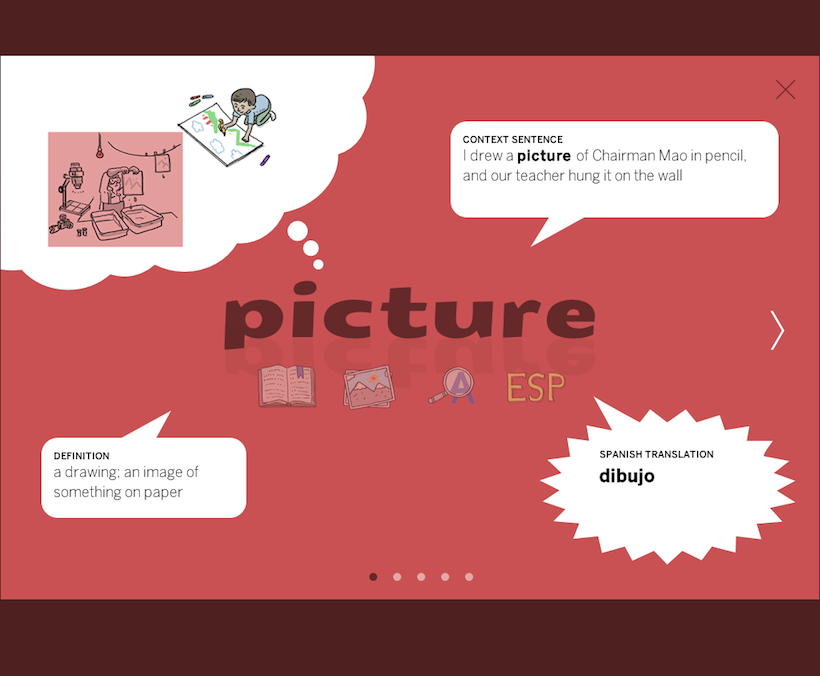 CONTEXT SENTENCE
I drew a picture of Chairman Mao in pencil,
and our teacher hung it on the wall
picture
A
ESP
DEFINITION
a drawing; an image of
something on paper
SPANISH TRANSLATION
dibujo